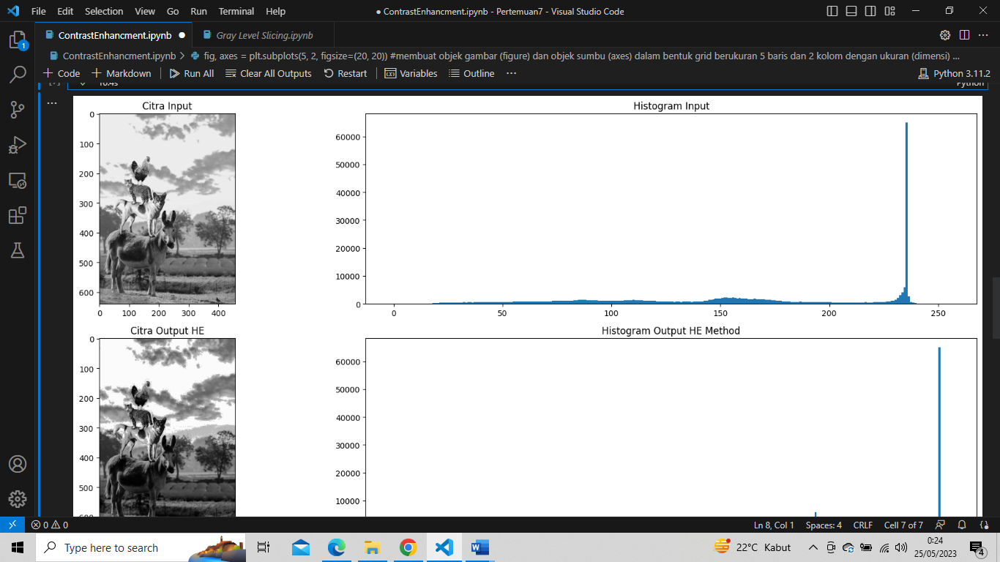 File Edit Selection View Go Run Terminal Help ● ContrastEnhancment.ipynb - Pertemuan7 - Visual Studio Code
ContrastEnhancment.ipynb ● Gray Level Slicing.ipynb
ContrastEnhancment.ipynb > fig, axes = plt.subplots(5, 2, figsize=(20, 20)) #membuat objek gambar (figure) dan objek sumbu (axes) dalam bentuk grid berukuran 5 baris dan 2 kolom dengan ukuran (dimensi) ...
+ Code + Markdown | Run All Clear All Outputs Restart | Variables Outline ... Python 3.11.2
1
Python
Citra Input
0
100
200
300
400
500
600
0 100 200 300 400
Histogram Input
60000
50000
40000
30000
20000
10000
0
0 50 100 150 200 250
Citra Output HE
0
100
200
300
400
500
Histogram Output HE Method
60000
50000
40000
30000
20000
10000
0 0 Ln 8, Col 1 Spaces: 4 CRLF Cell 7 of 7
Type here to search
22°C Kabut
0:24
25/05/2023
4